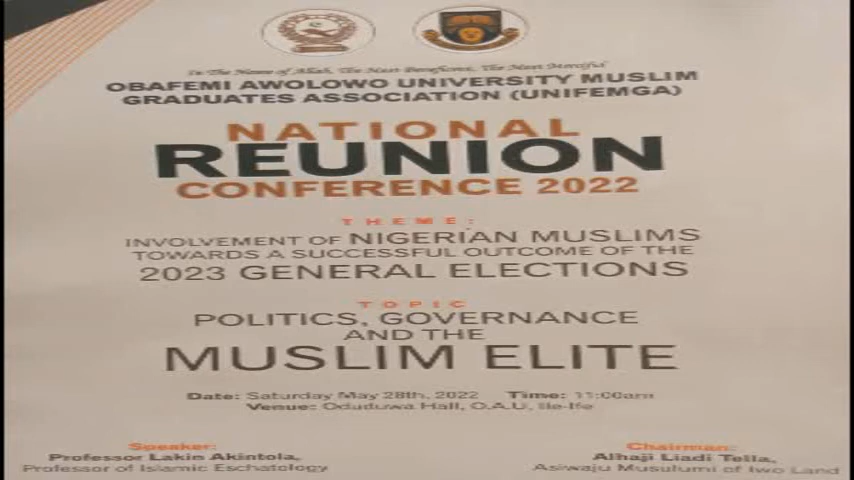 In The Name of Allah, The Most Beneficent, The Most Merciful
OBAFEMI AWOLOWO UNIVERSITY MUSLIM
GRADUATES ASSOCIATION (UNIFEMGA)
NATIONAL
REUNION
CONFERENCE 2022
THEME:
INVOLVEMENT OF NIGERIAN MUSLIMS
TOWARDS A SUCCESSFUL OUTCOME OF THE
2023 GENERAL ELECTIONS
TOPIC
POLITICS, GOVERNANCE
AND THE
MUSLIM ELITE
Date: Saturday May 28th, 2022 Time: 11:00am
Venue: Oduduwa Hall, O.A.U, Ile-Ife
Speaker:
Professor Lakin Akintola,
Professor of Islamic Eschatology
Chairman:
Alhaji Liadi Tella,
Asiwaju Musulumi of Iwo Land